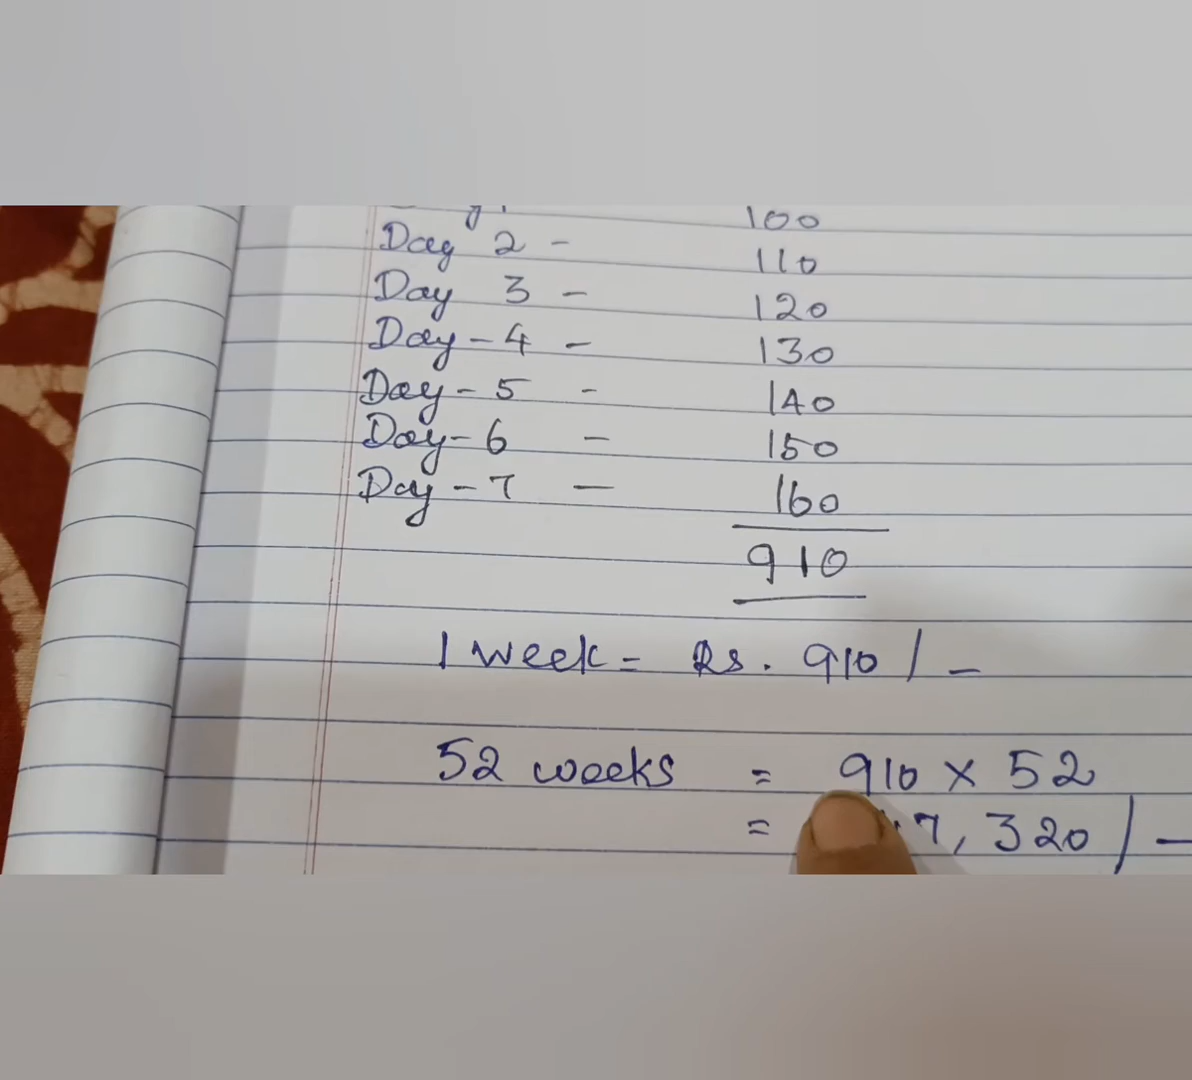 100
Day 2 - 110
Day 3 - 120
Day - 4 - 130
Day - 5 - 140
Day - 6 - 150
Day - 7 - 160
910
1 week = Rs. 910/-
52 weeks = 910 x 52
= 7,320/-